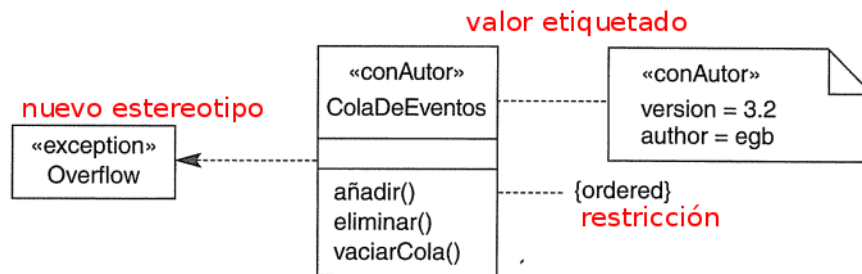 valor etiquetado
«conAutor»
ColaDeEventos
«conAutor»
version = 3.2
author = egb
nuevo estereotipo
«exception»
Overflow
añadir()
eliminar()
vaciarCola()
{ordered}
restricción